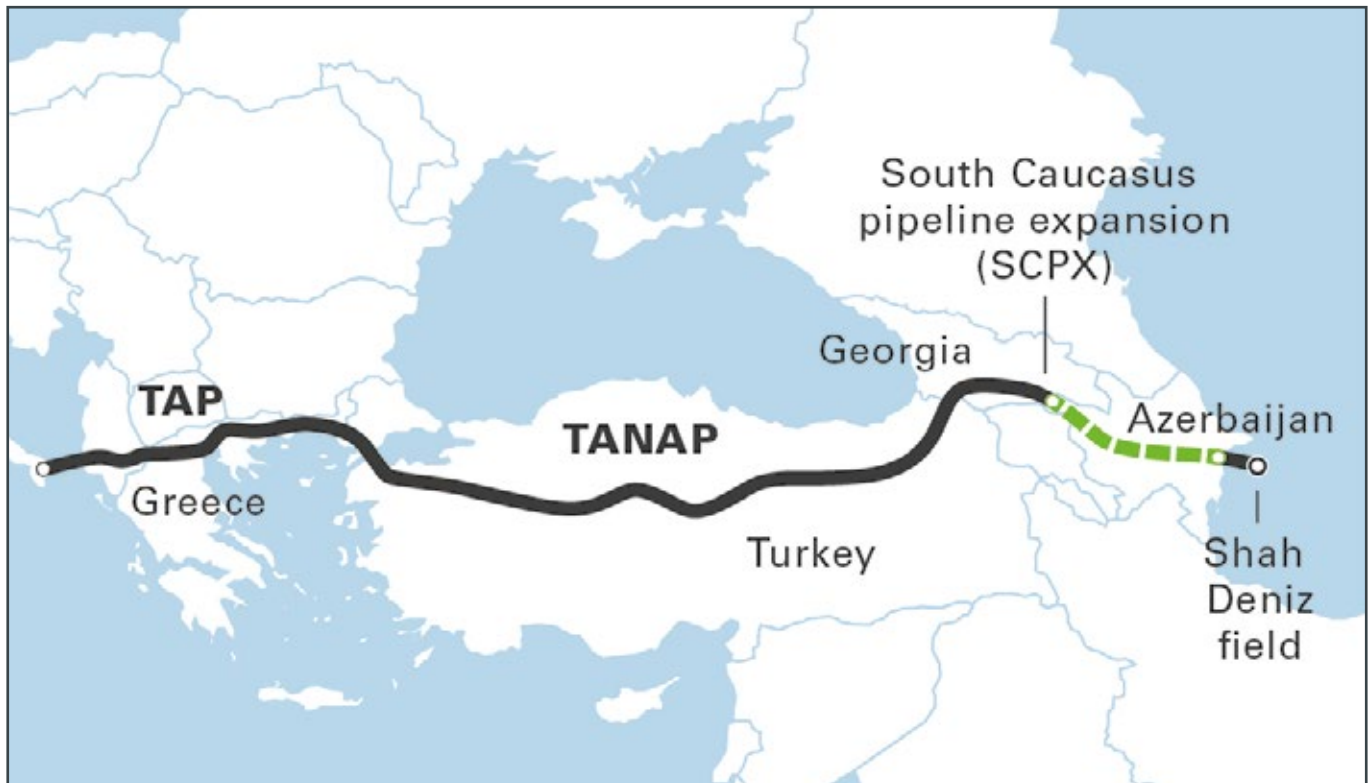 South Caucasus
pipeline expansion
(SCPX)
Georgia
TAP
Azerbaijan
TANAP
Greece
Turkey
Shah
Deniz
field